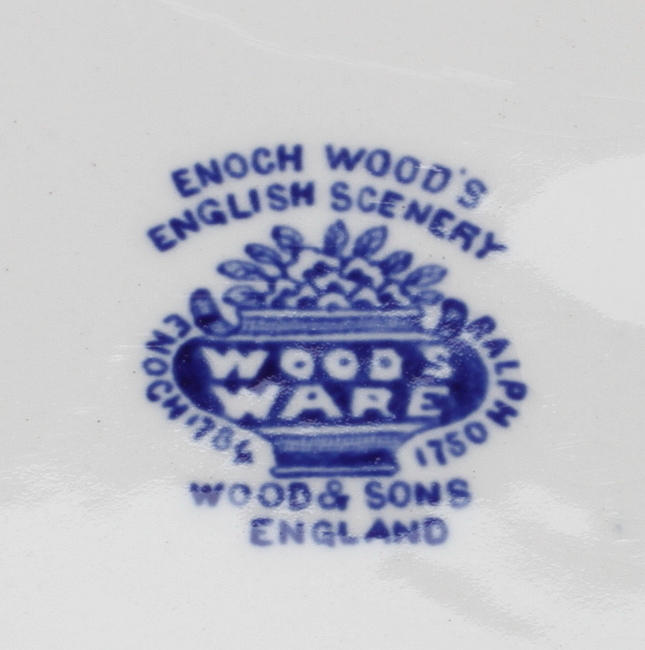 ENOCH WOOD'S
ENGLISH SCENERY
WOODS
WARE
ENOCH 1784
RALPH 1750
WOOD & SONS
ENGLAND